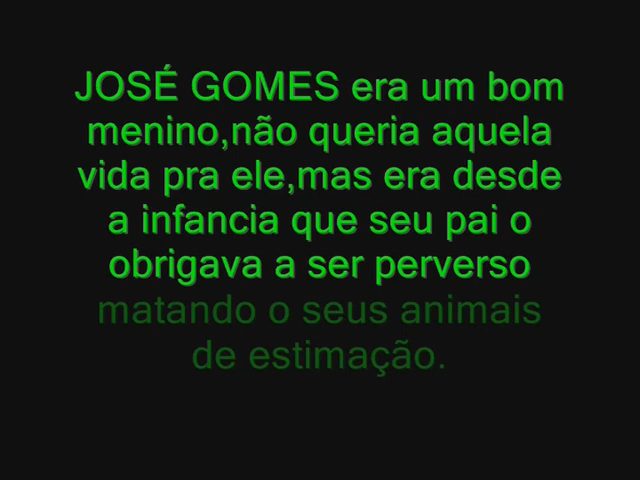 JOSÉ GOMES era um bom
menino,não queria aquela
vida pra ele,mas era desde
a infancia que seu pai o
obrigava a ser perverso
matando o seus animais
de estimação.